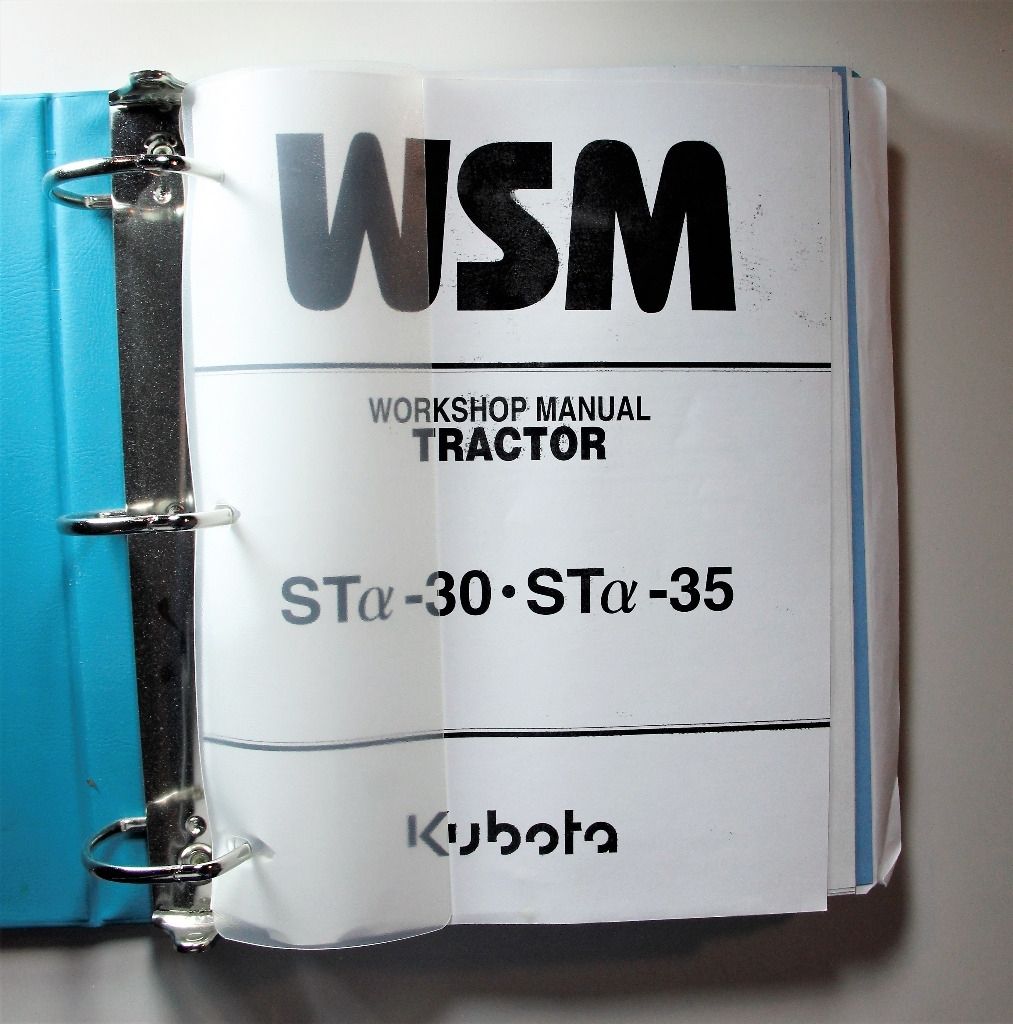 WSM
WORKSHOP MANUAL
TRACTOR
STα-30・STα-35
Kubota